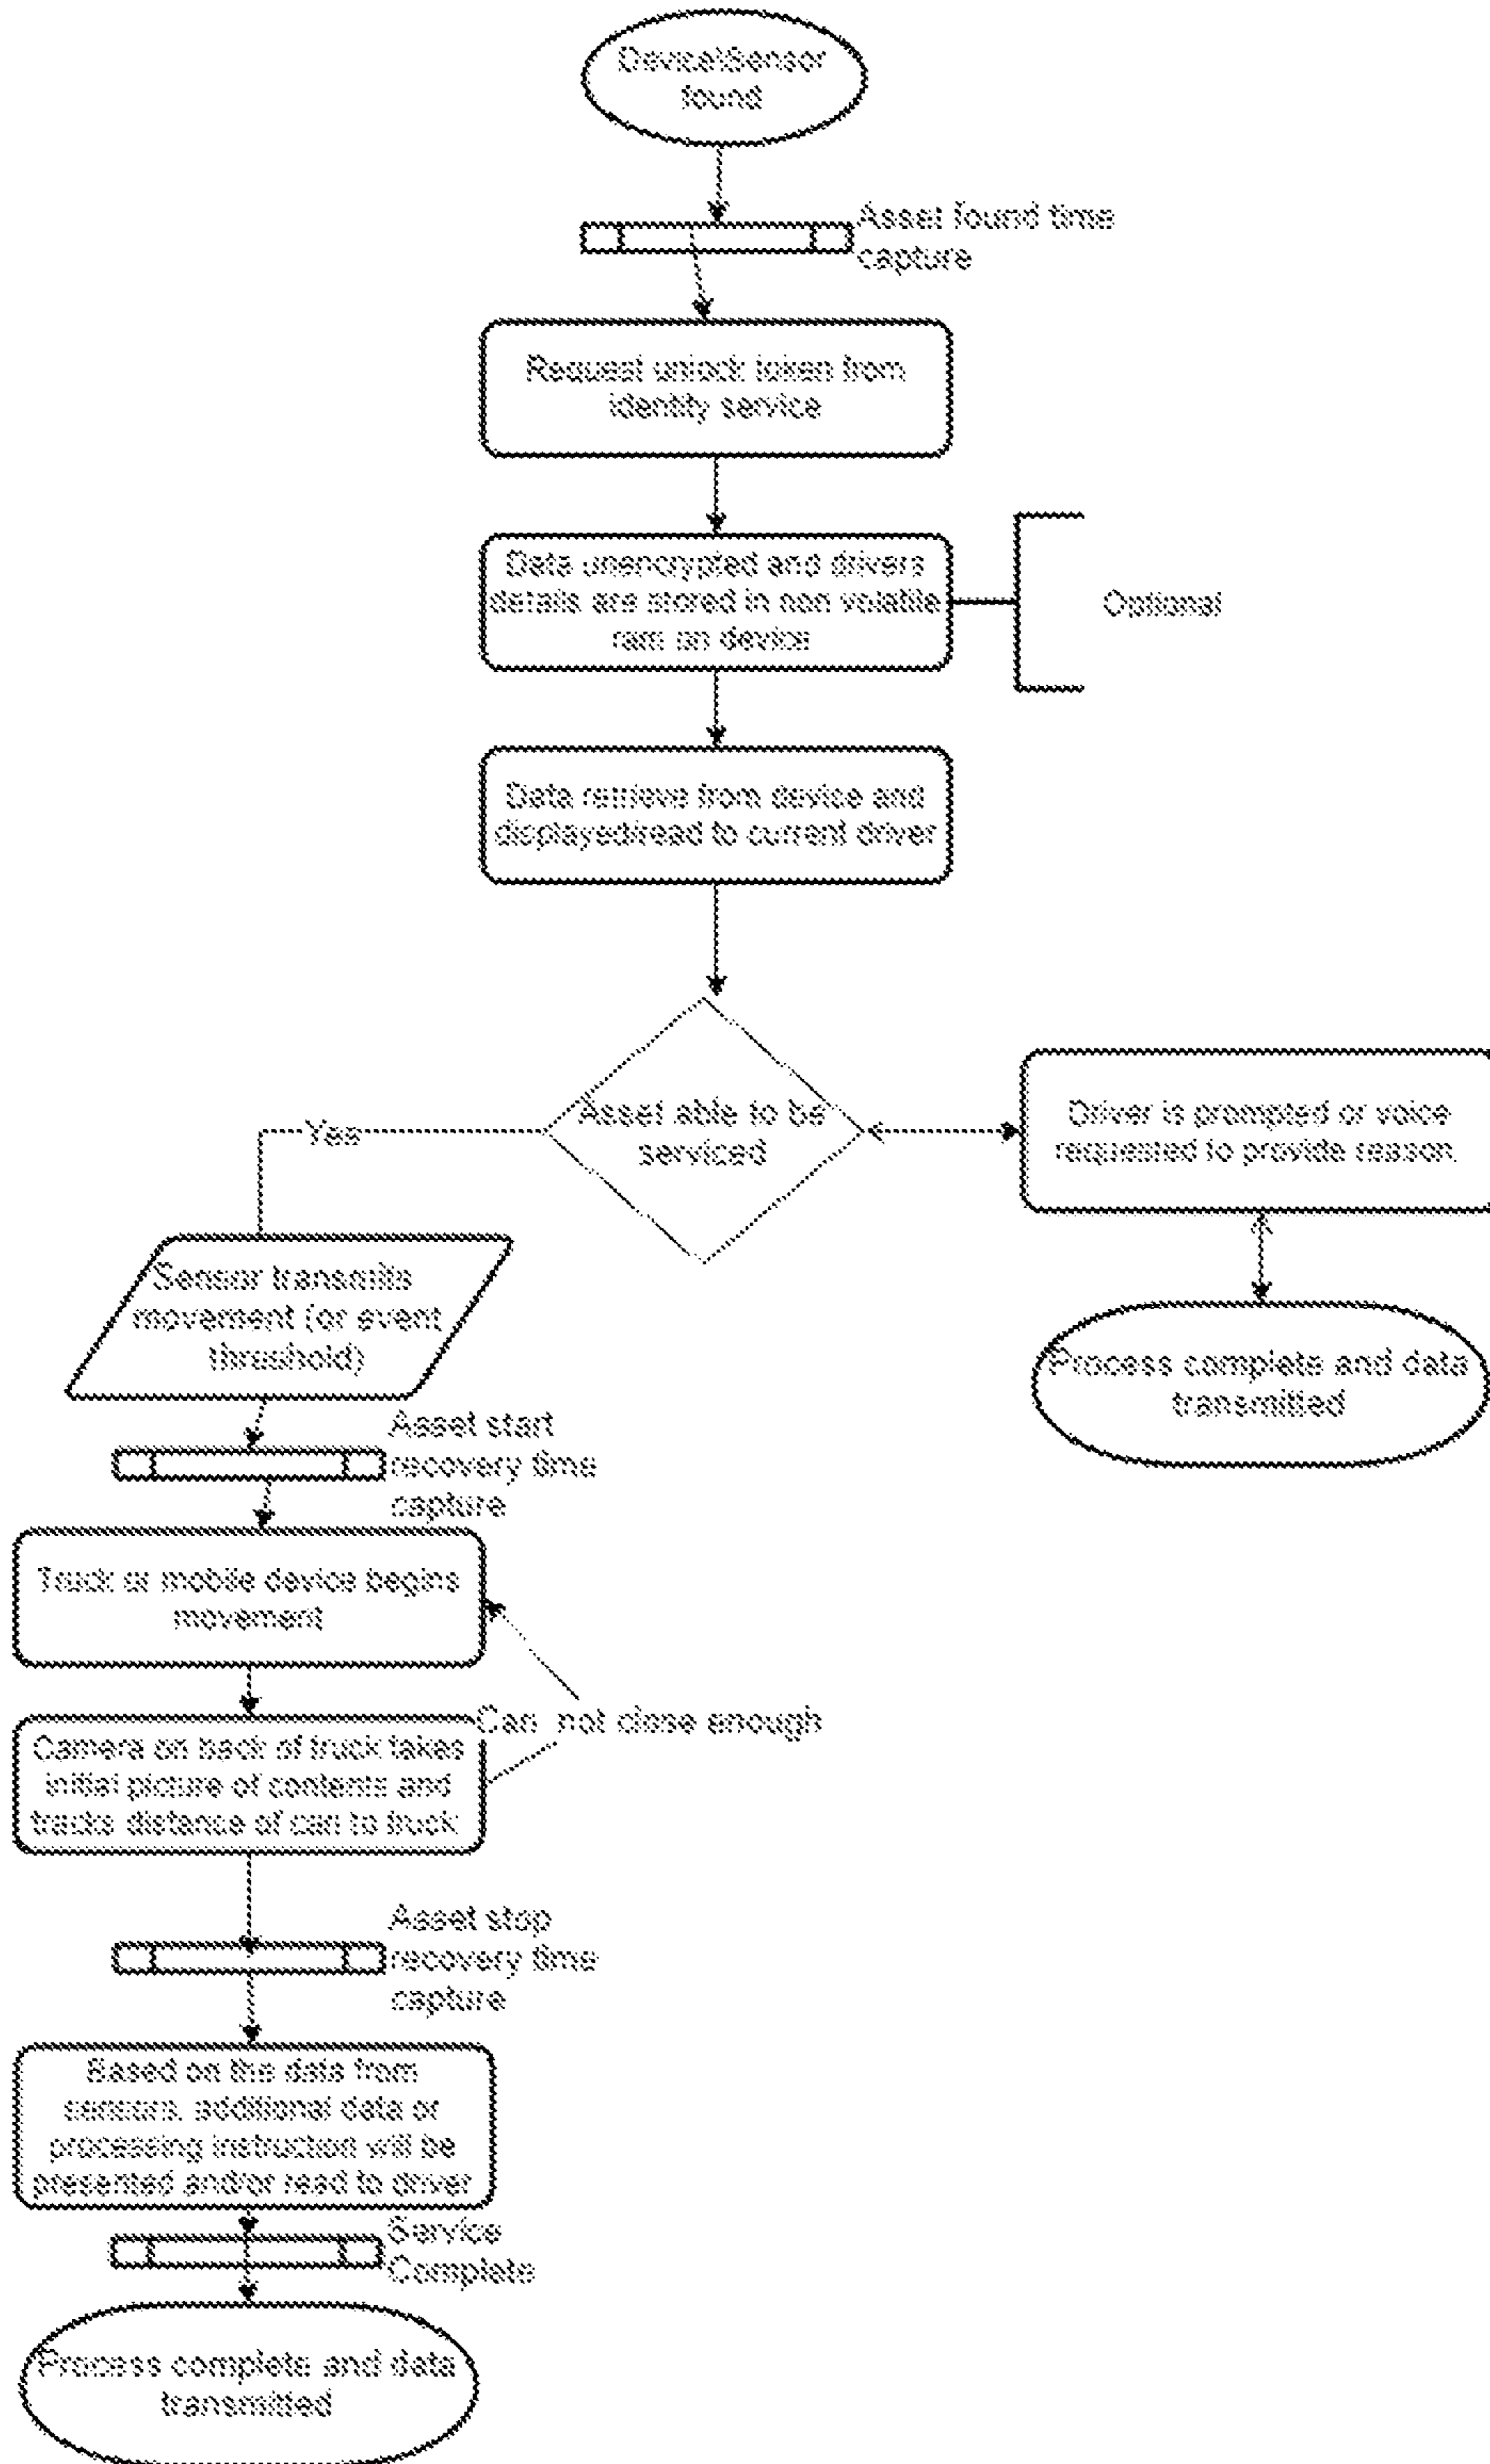 Device\Sensor
found
Asset found time
capture
Request unlock token from
identity service
Data unencrypted and drivers
details are stored in non volatile
ram on device
Optional
Data retrieve from device and
displayed/read to current driver
Asset able to be
serviced
Yes
Driver is prompted or voice
requested to provide reason.
Sensor transmits
movement (or event
threshold)
Process complete and data
transmitted
Asset start
recovery time
capture
Truck or mobile device begins
movement
Can not close enough
Camera on back of truck takes
initial picture of contents and
tracks distance of can to truck
Asset stop
recovery time
capture
Based on the data from
sensors, additional data or
processing instruction will be
presented and/or read to driver
Service
Complete
Process complete and data
transmitted